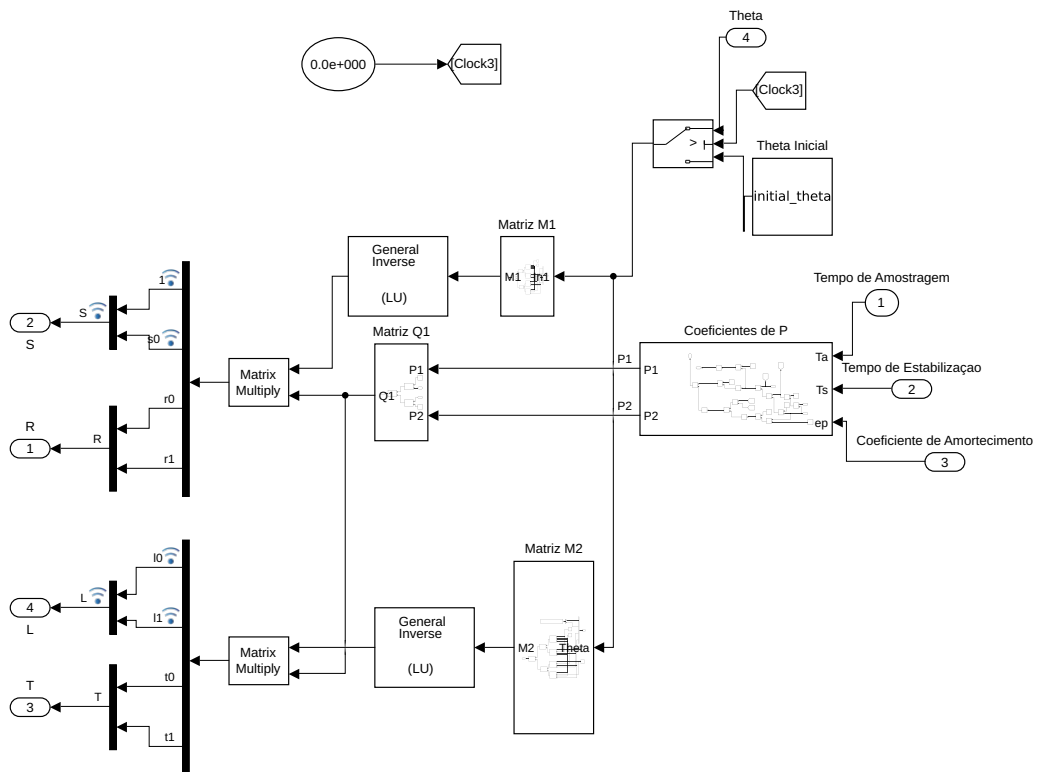 Theta
4
0.0e+000
[Clock3]
[Clock3]
>
Theta Inicial
initial_theta
Matriz M1
General
Inverse
(LU)
M1
In1
Tempo de Amostragem
1
1
S
2
S
s0
Matriz Q1
Coeficientes de P
P1
P1
P1
Ta
Tempo de Estabilizaçao
Matrix
Multiply
Q1
Ts
2
r0
P2
P2
P2
ep
R
R
1
Coeficiente de Amortecimento
3
r1
Matriz M2
l0
L
4
L
l1
General
Inverse
(LU)
M2
Theta
Matrix
Multiply
T
t0
T
3
t1